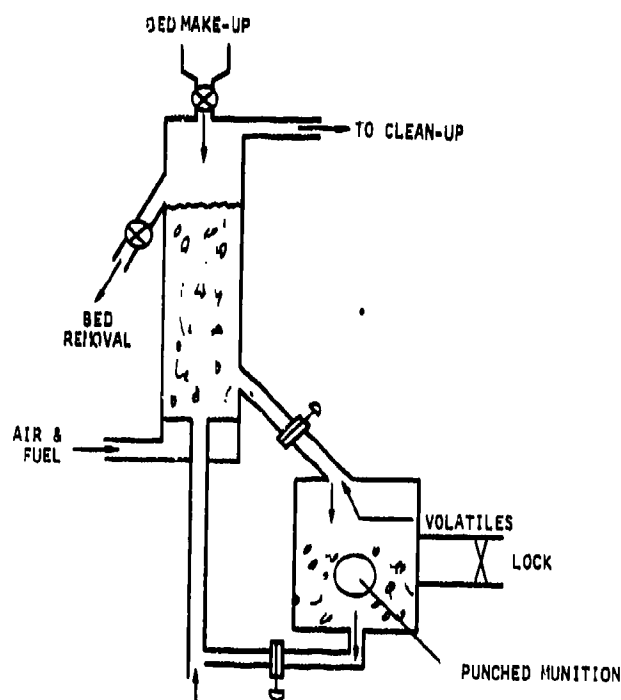 BED MAKE-UP
TO CLEAN-UP
BED
REMOVAL
AIR &
FUEL
VOLATILES
LOCK
PUNCHED MUNITION